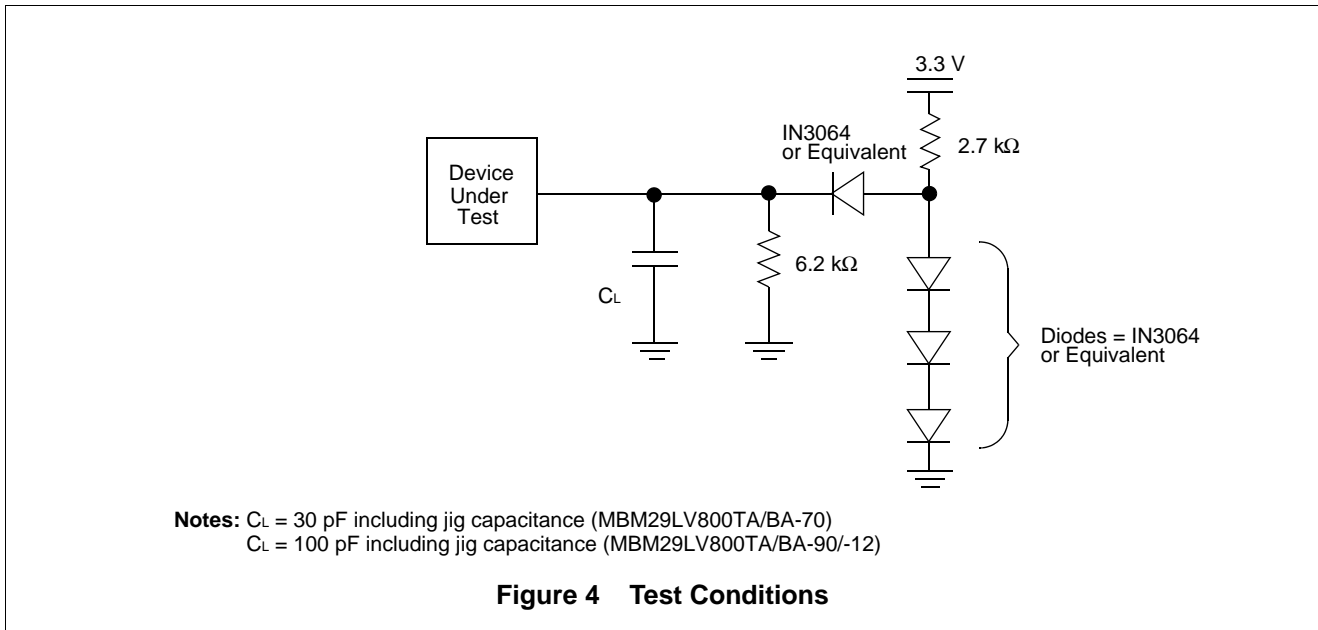 3.3 V
IN3064
or Equivalent
2.7 kΩ
Device
Under
Test
6.2 kΩ
CL
Diodes = IN3064
or Equivalent
Notes: CL = 30 pF including jig capacitance (MBM29LV800TA/BA-70)
CL = 100 pF including jig capacitance (MBM29LV800TA/BA-90/-12)
Figure 4 Test Conditions